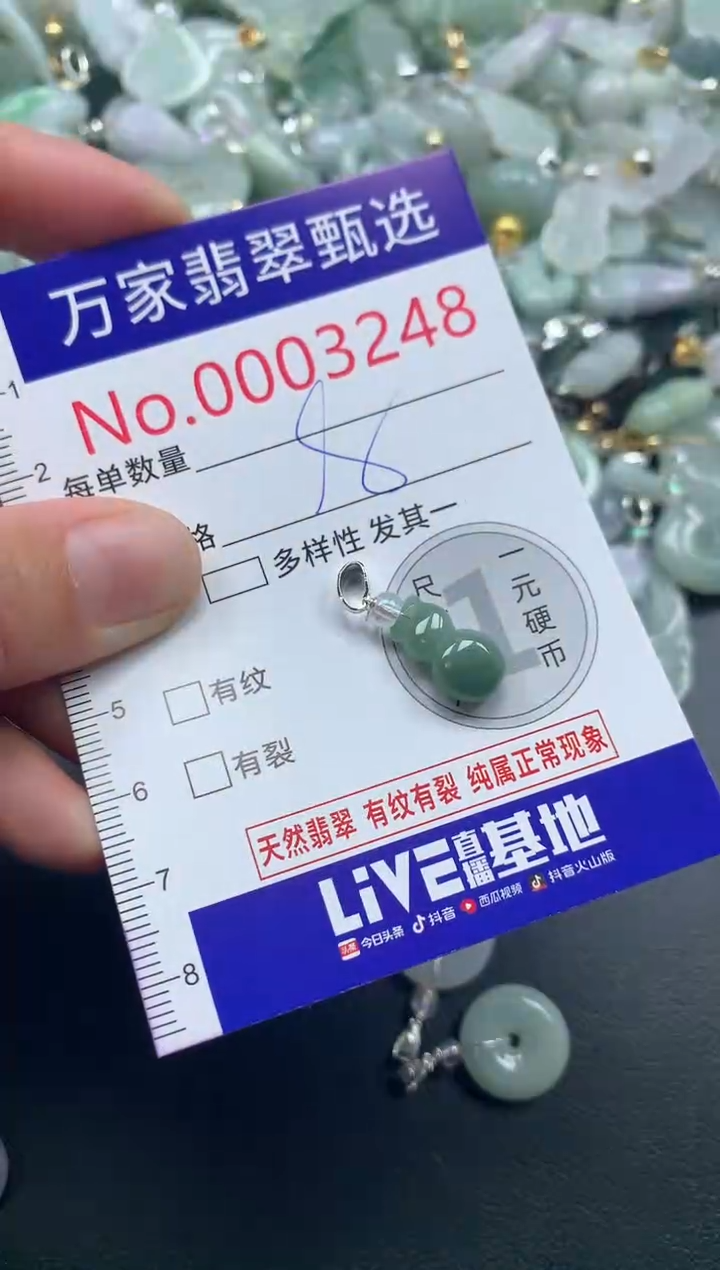 万家翡翠甄选
No.0003248
每单数量
格
多样性 发其一
尺
一元硬币
1
1
2
5
有纹
6
有裂
天然翡翠 有纹有裂 纯属正常现象
7
LiVE直播基地
头条 今日头条 抖音 西瓜视频 抖音火山版
8